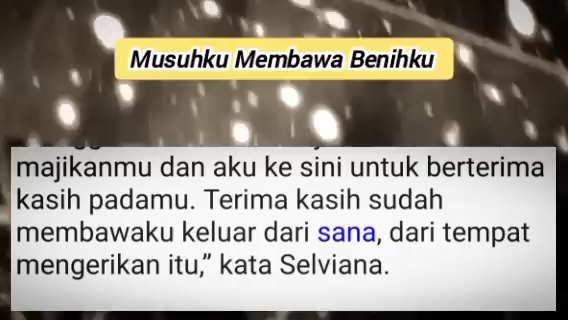 Musuhku Membawa Benihku
majikanmu dan aku ke sini untuk berterima
kasih padamu. Terima kasih sudah
membawaku keluar dari sana, dari tempat
mengerikan itu,” kata Selviana.